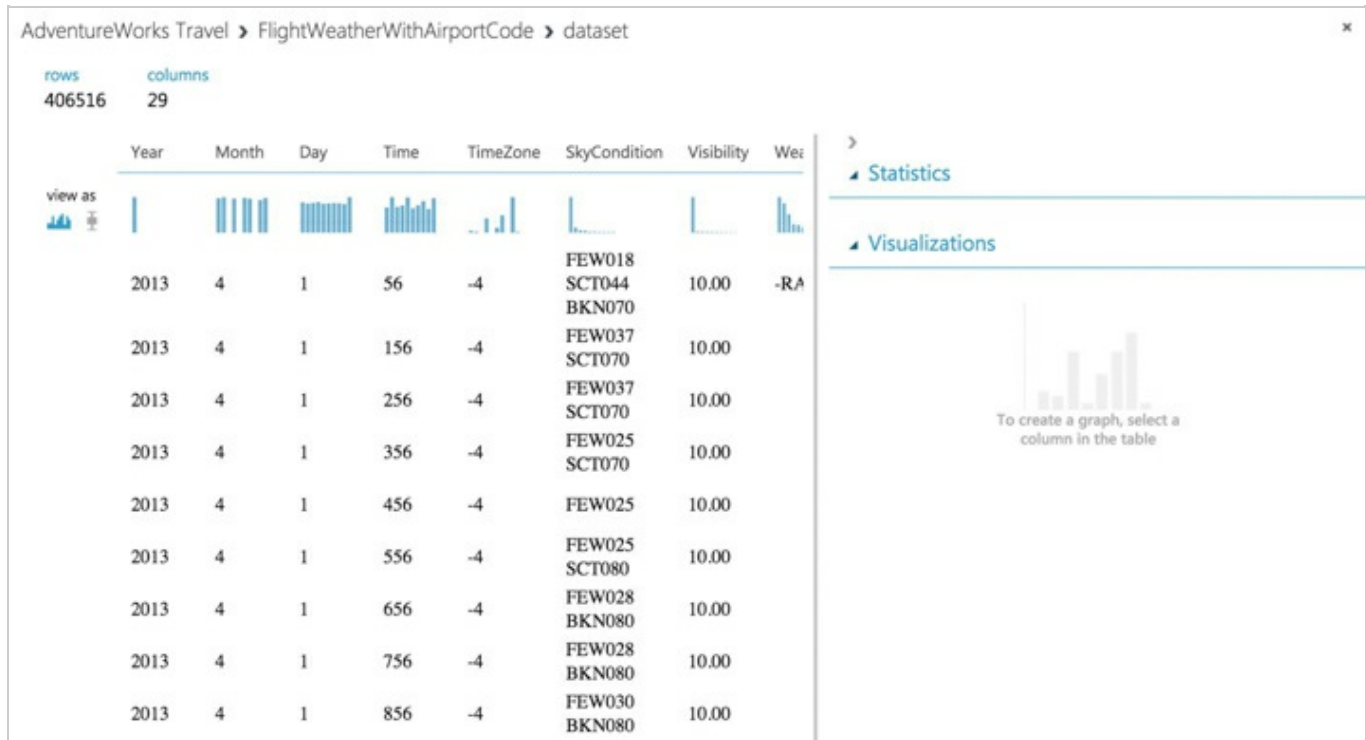 AdventureWorks Travel > FlightWeatherWithAirportCode > dataset ×
rows columns
406516 29
Year Month Day Time TimeZone SkyCondition Visibility Wea
view as
Statistics
Visualizations
2013 4 1 56 -4 FEW018 SCT044 BKN070 10.00 -RA
2013 4 1 156 -4 FEW037 SCT070 10.00
2013 4 1 256 -4 FEW037 SCT070 10.00
2013 4 1 356 -4 FEW025 SCT070 10.00
2013 4 1 456 -4 FEW025 10.00
2013 4 1 556 -4 FEW025 SCT080 10.00
2013 4 1 656 -4 FEW028 BKN080 10.00
2013 4 1 756 -4 FEW028 BKN080 10.00
2013 4 1 856 -4 FEW030 BKN080 10.00
To create a graph, select a
column in the table